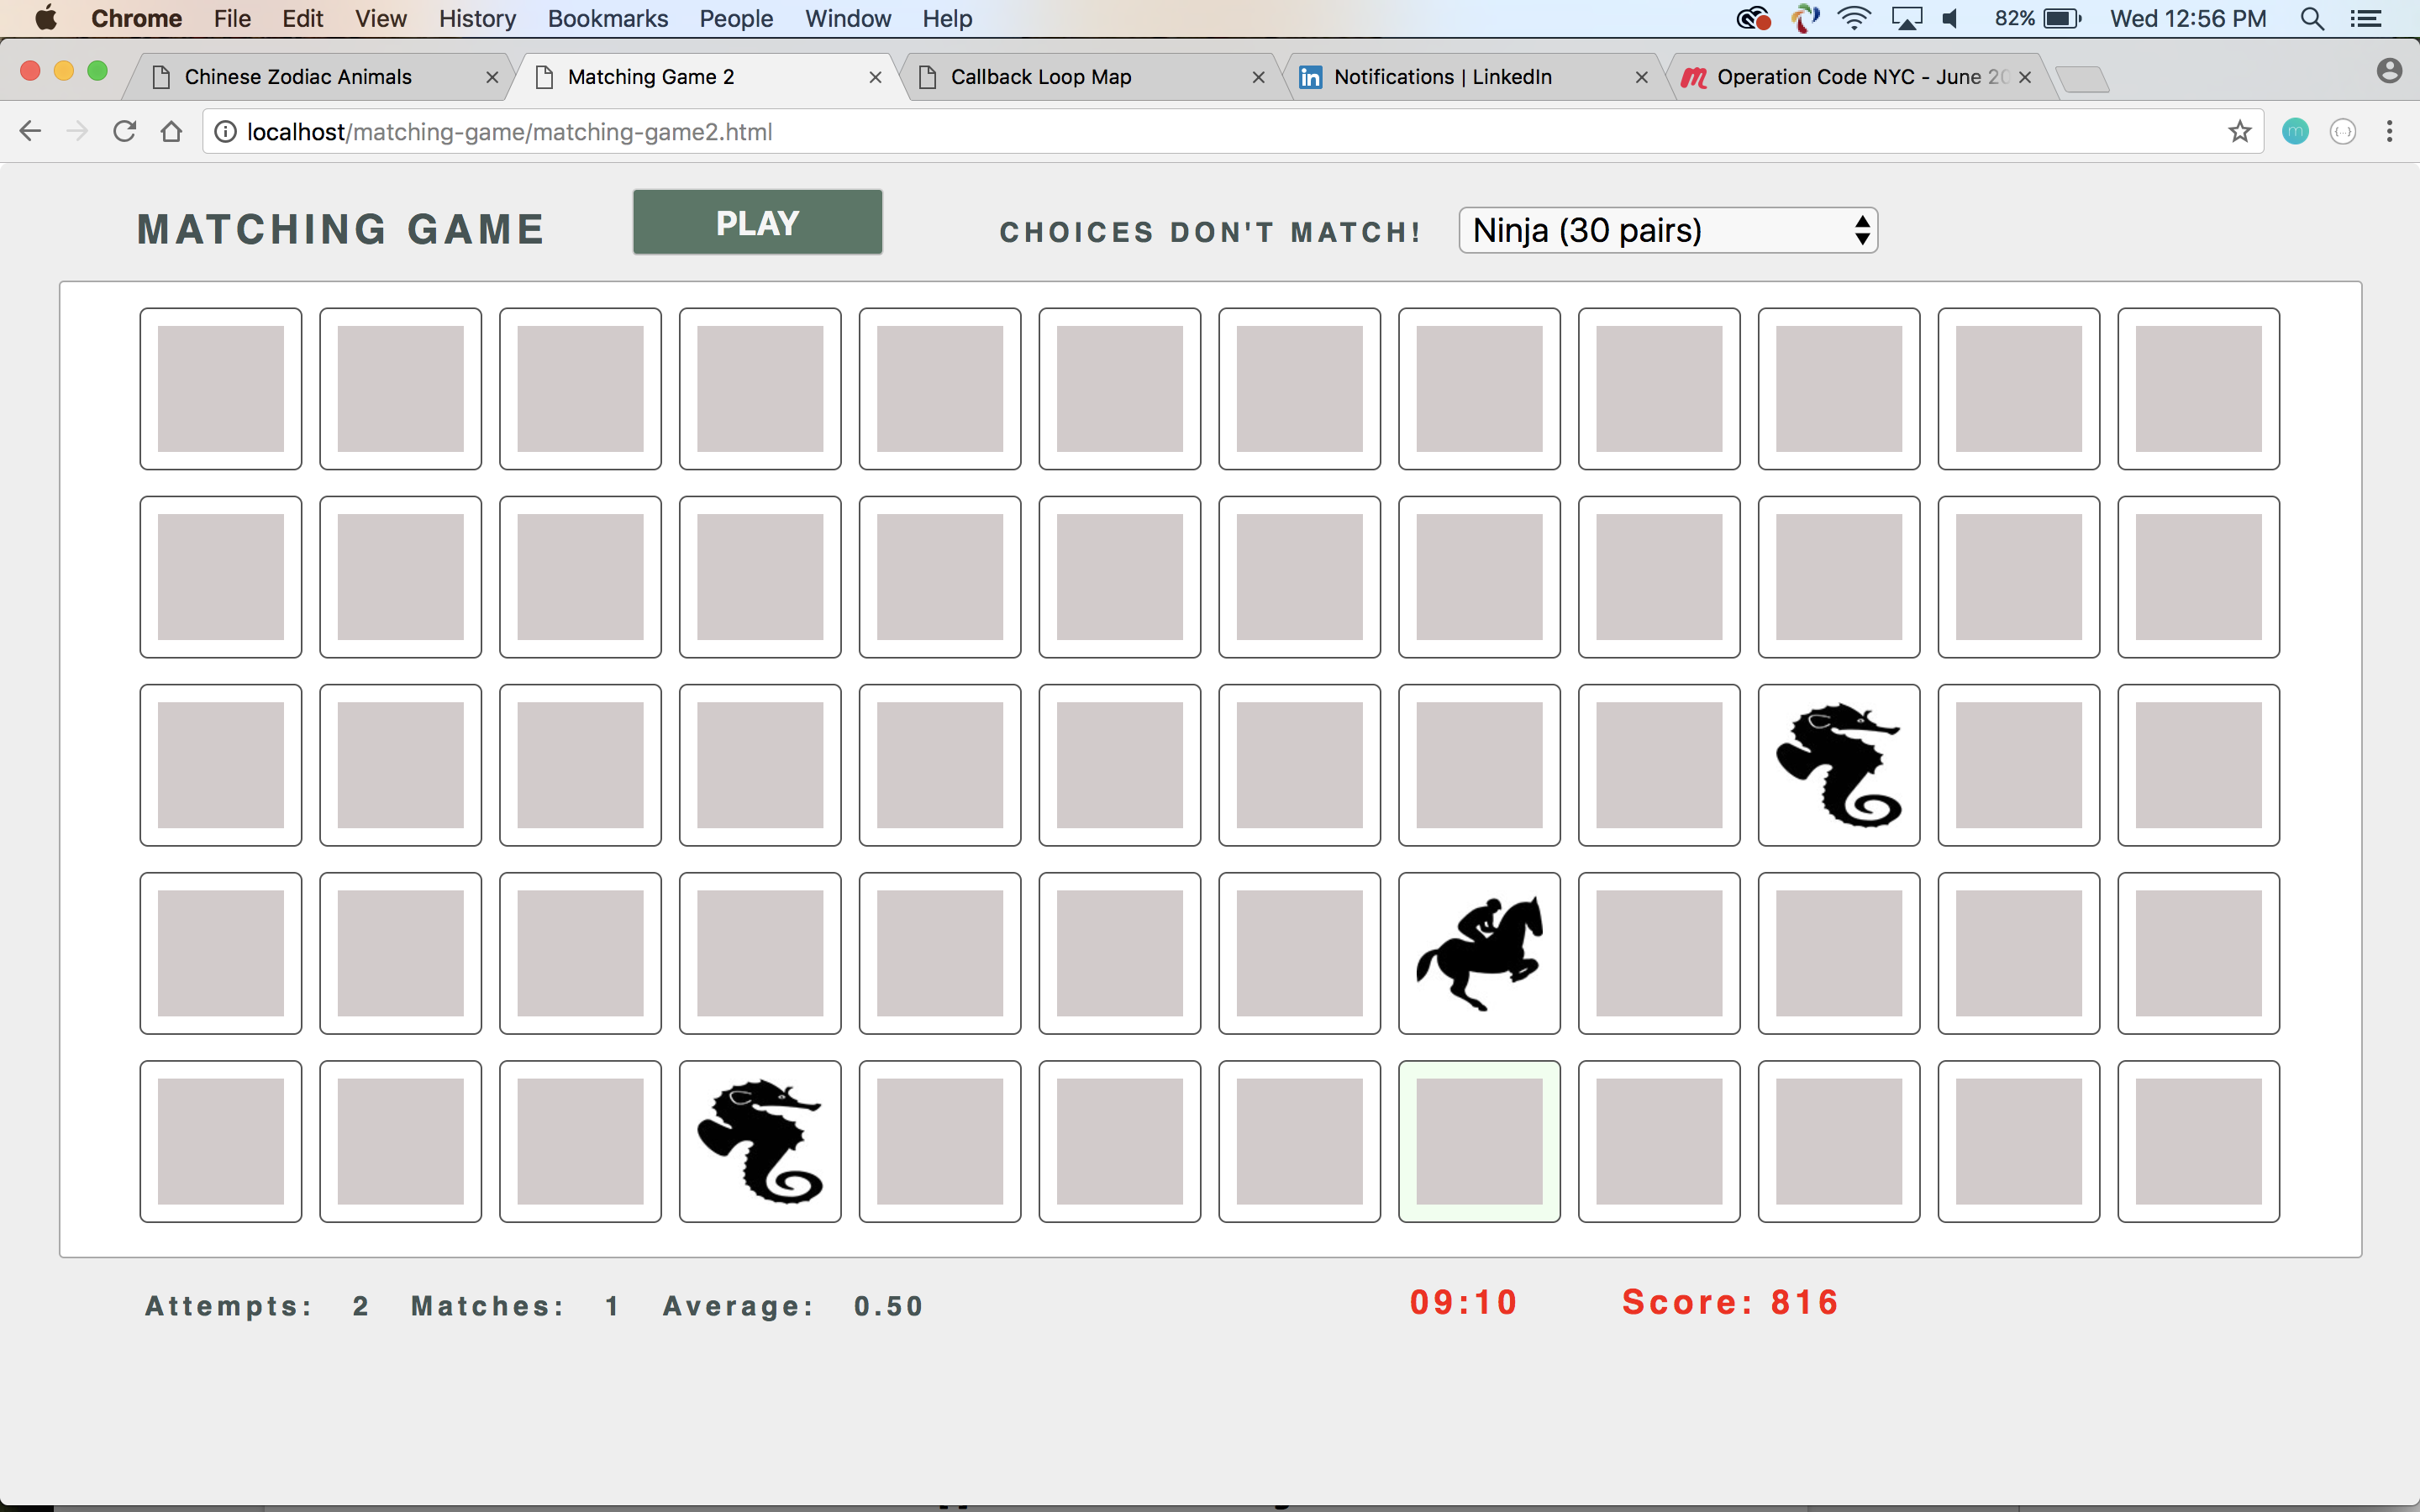 Chrome File Edit View History Bookmarks People Window Help 82% Wed 12:56 PM
Chinese Zodiac Animals Matching Game 2 Callback Loop Map in Notifications | LinkedIn Operation Code NYC - June 20
localhost/matching-game/matching-game2.html
MATCHING GAME PLAY CHOICES DON'T MATCH! Ninja (30 pairs)
Attempts: 2 Matches: 1 Average: 0.50 09:10 Score: 816